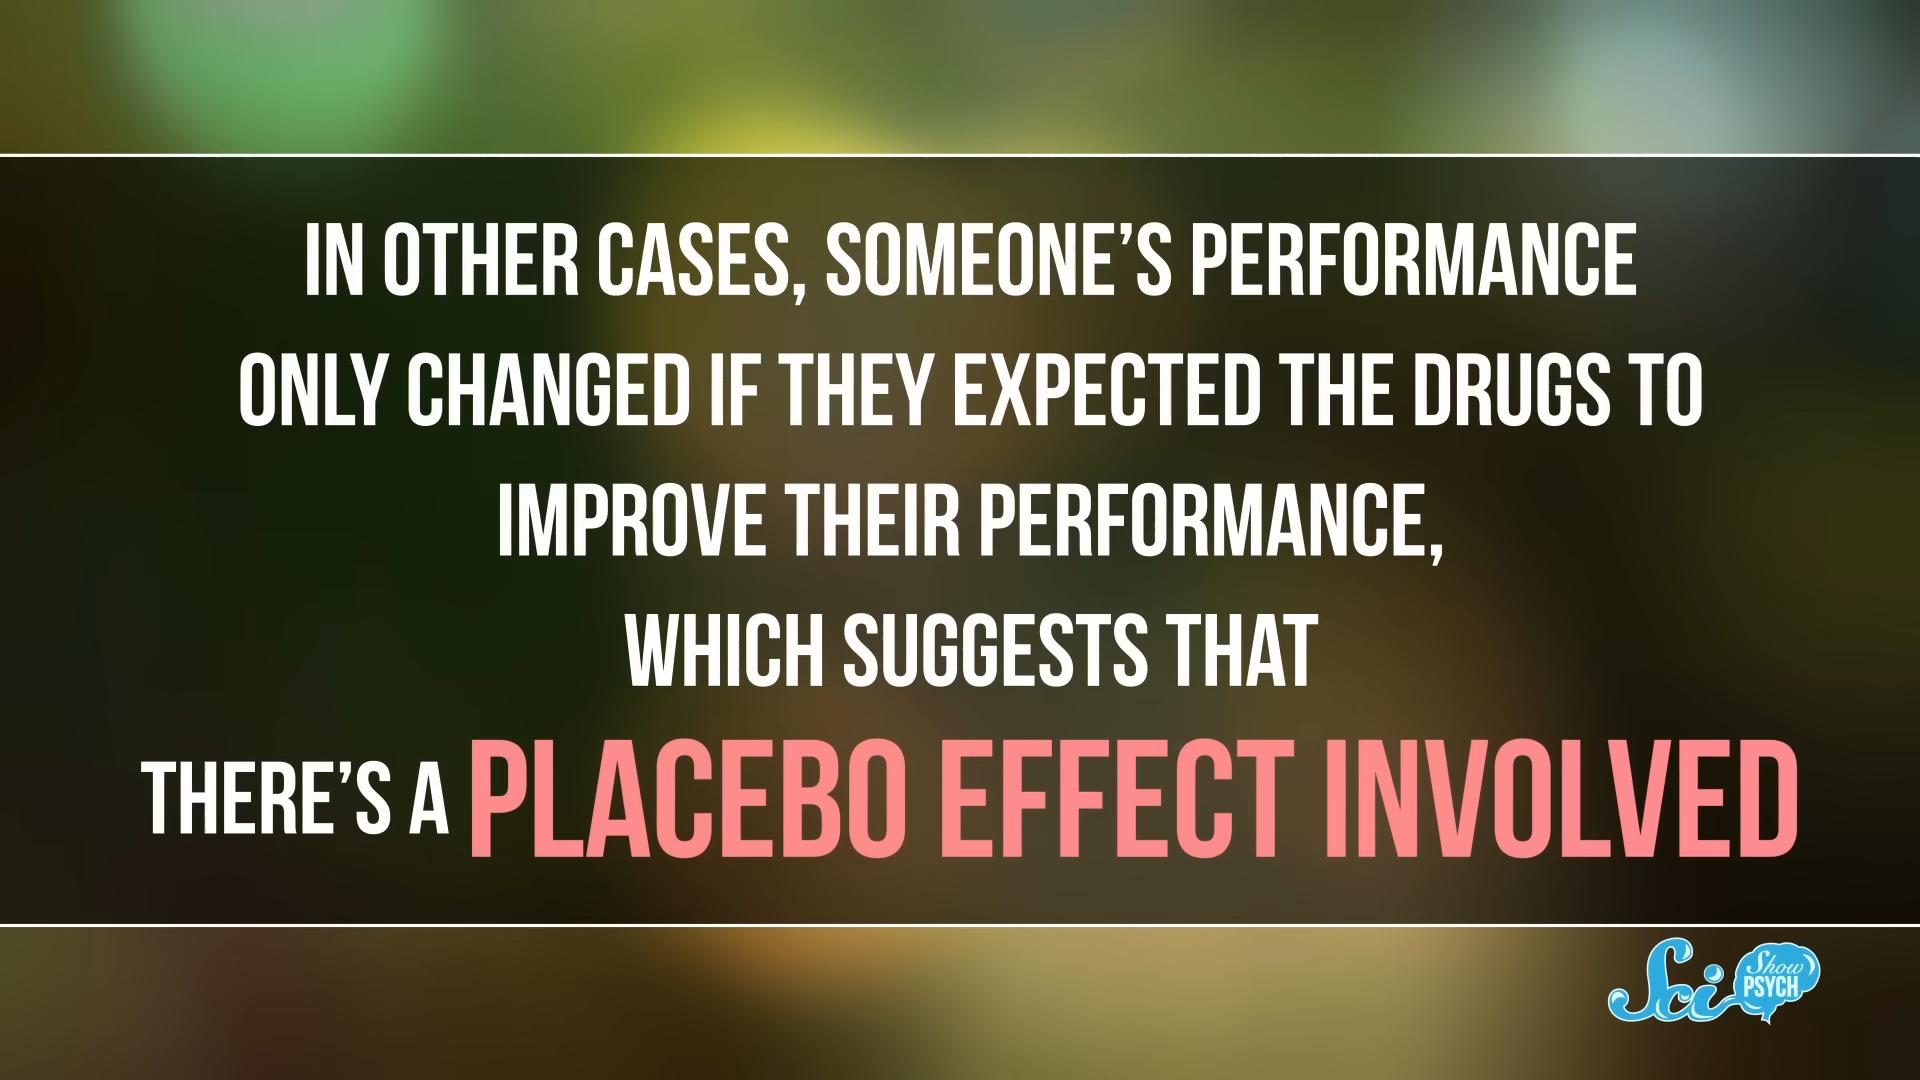 IN OTHER CASES, SOMEONE’S PERFORMANCE
ONLY CHANGED IF THEY EXPECTED THE DRUGS TO
IMPROVE THEIR PERFORMANCE,
WHICH SUGGESTS THAT
THERE’S A PLACEBO EFFECT INVOLVED
Sci Show
PSYCH